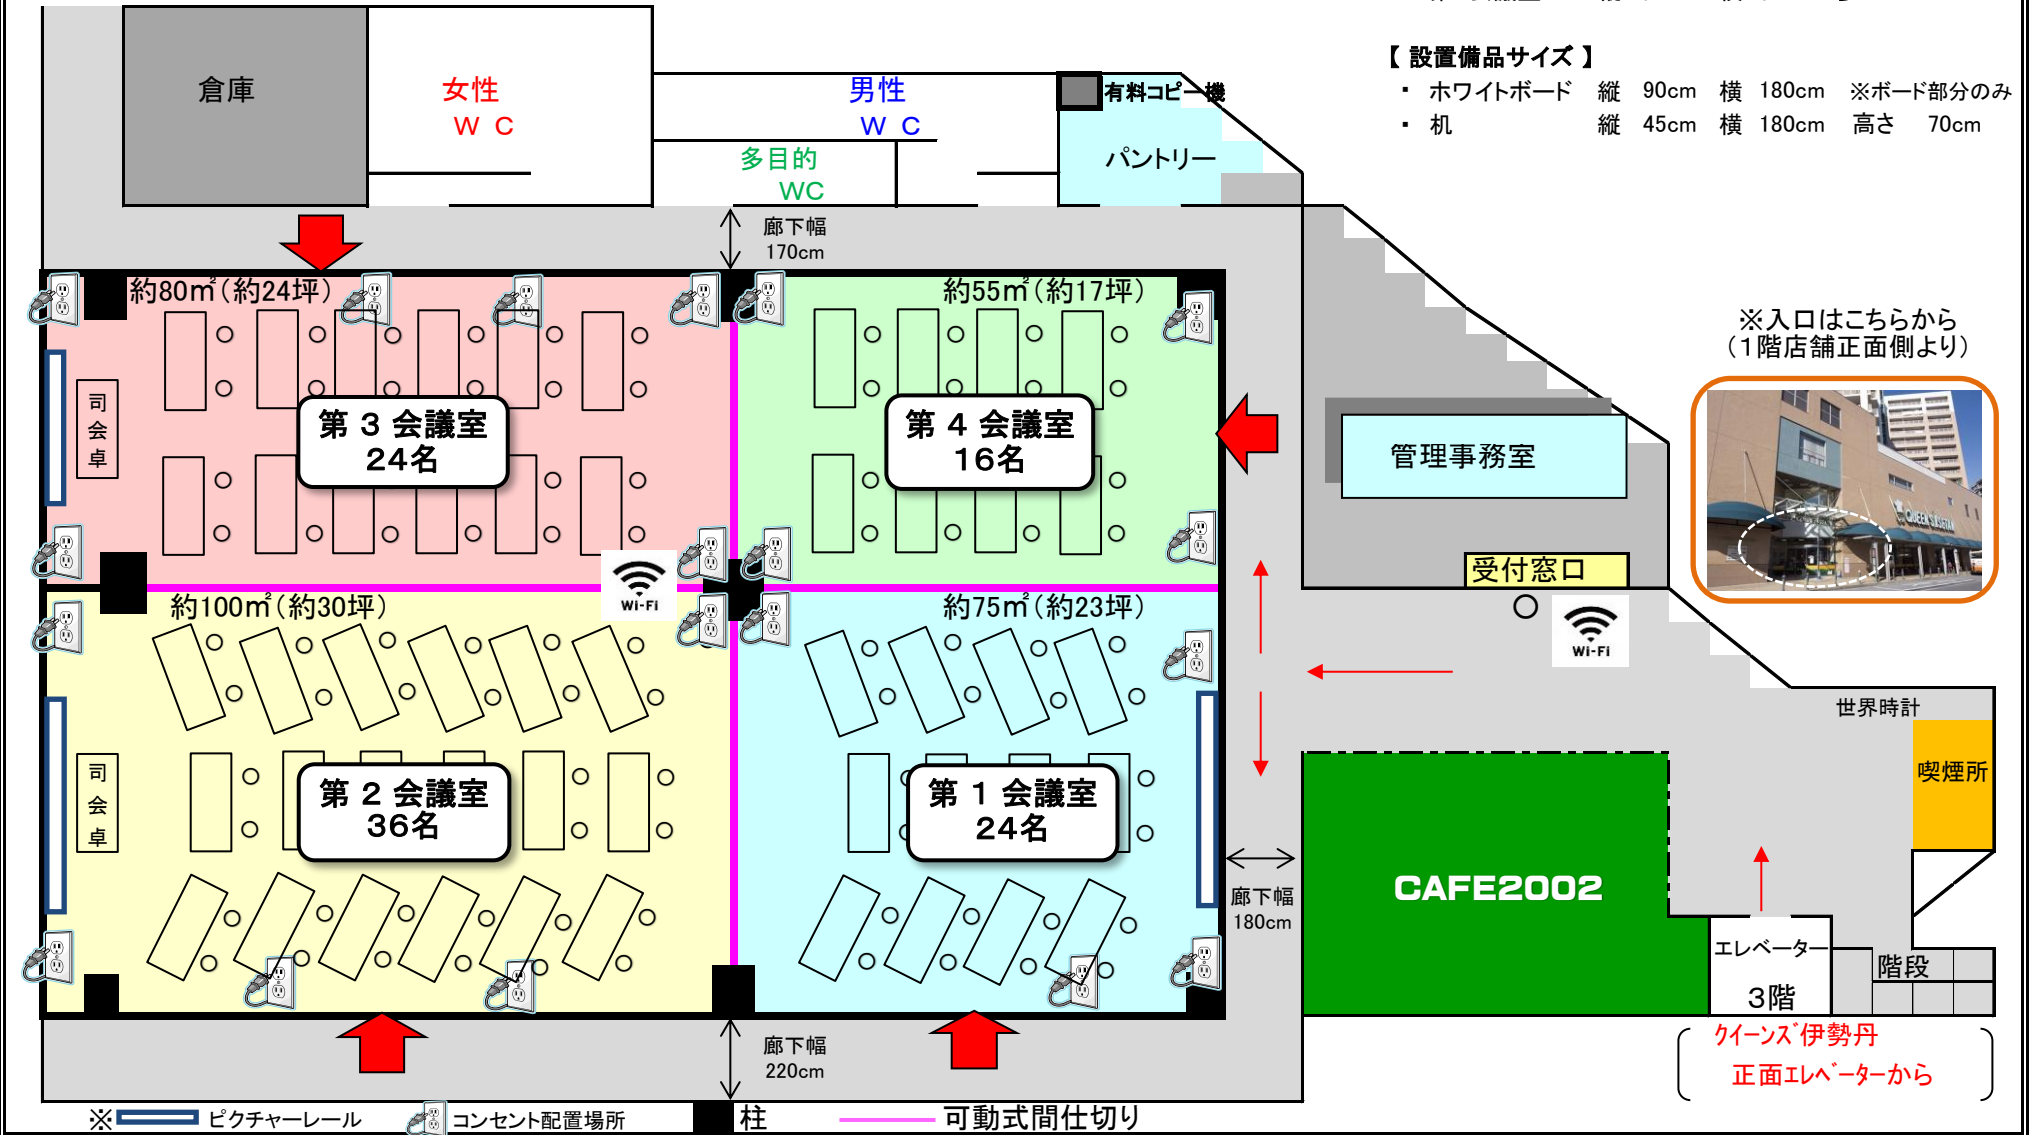 【 設置備品サイズ 】
・ ホワイトボード 縦 90cm 横 180cm ※ボード部分のみ
・ 机 縦 45cm 横 180cm 高さ 70cm
倉庫
女性
ＷＣ
男性
ＷＣ
多目的
WC
有料コピー機
パントリー
廊下幅
170cm
約80㎡(約24坪)
約55㎡(約17坪)
※入口はこちらから
(１階店舗正面側より)
QUEEN'S ISETAN
司会卓
第 3 会議室
24名
第 4 会議室
16名
管理事務室
受付窓口
Wi-Fi
Wi-Fi
約100㎡(約30坪)
約75㎡(約23坪)
世界時計
喫煙所
司会卓
第 2 会議室
36名
第 1 会議室
24名
廊下幅
180cm
CAFE2002
エレベーター
3階
階段
クイーンズ伊勢丹
正面エレベーターから
廊下幅
220cm
※ ピクチャーレール コンセント配置場所 柱 可動式間仕切り